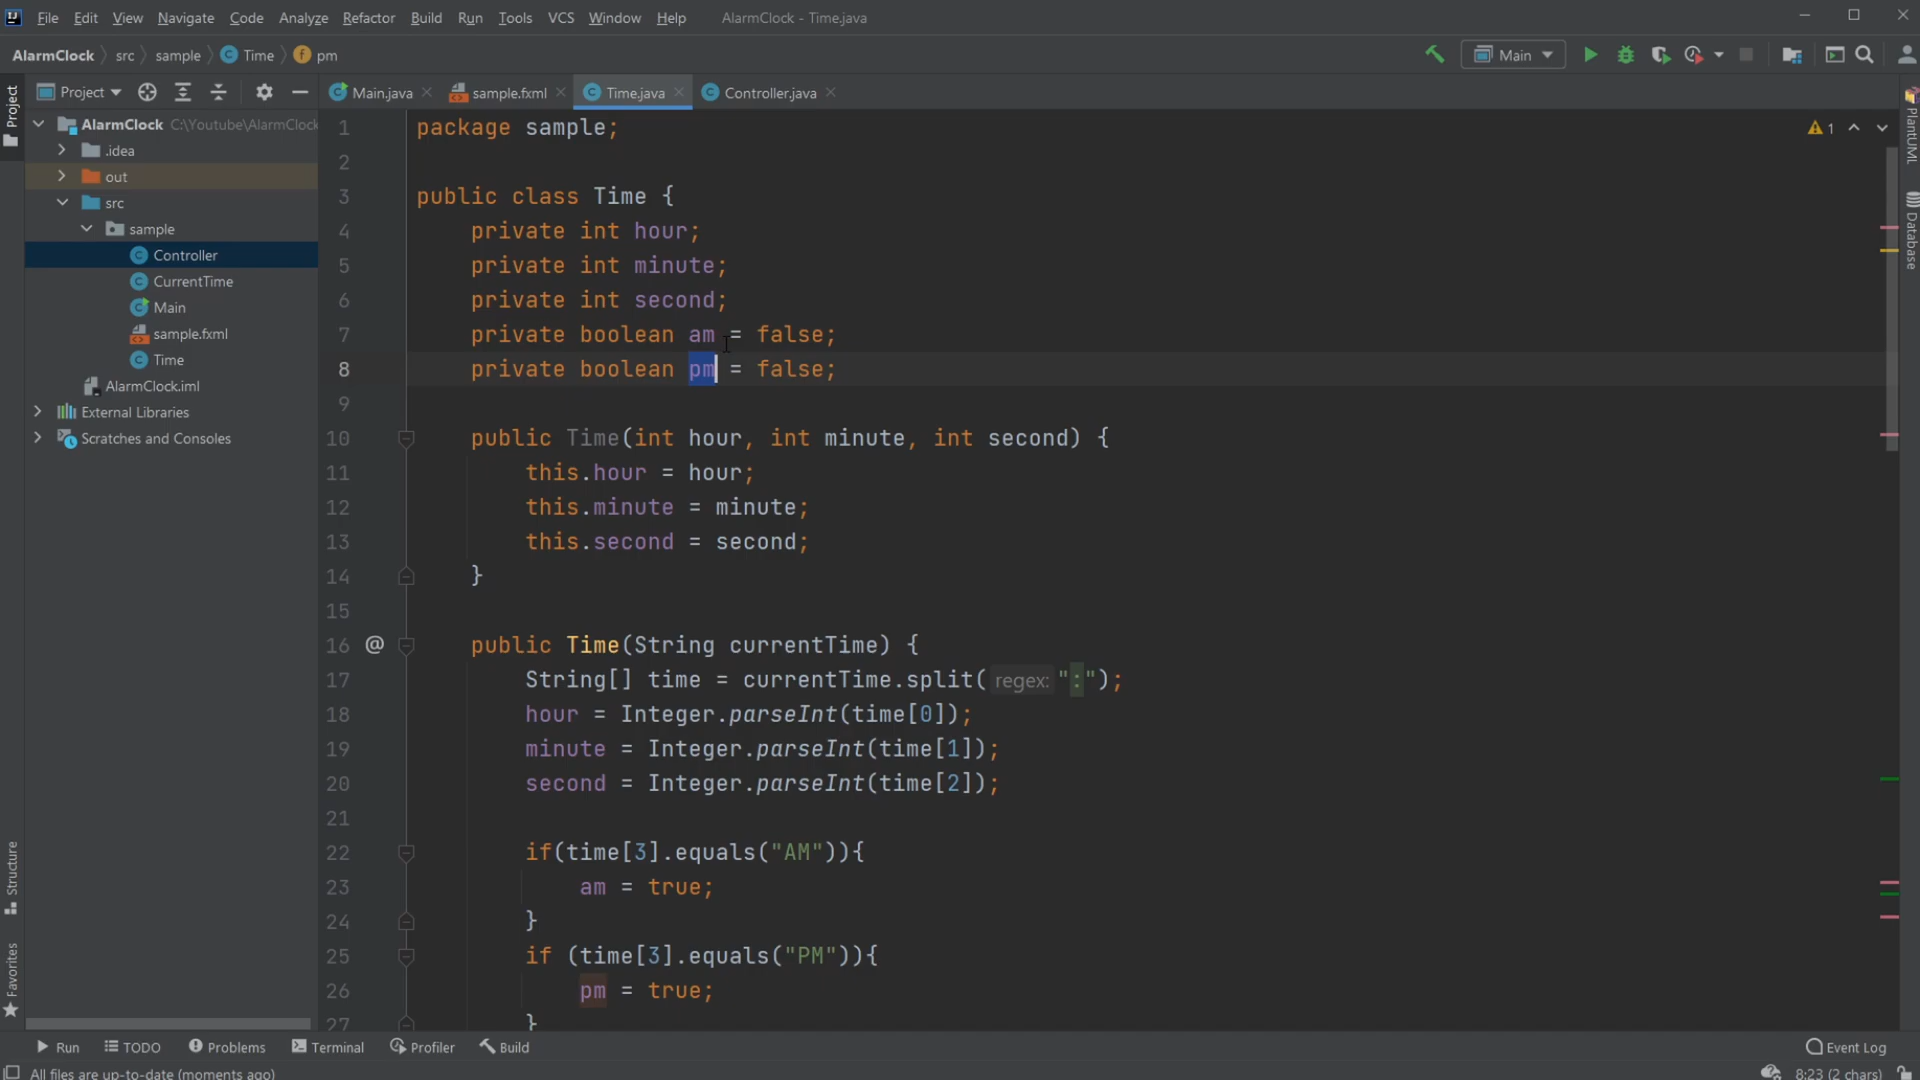 File Edit View Navigate Code Analyze Refactor Build Run Tools VCS Window Help AlarmClock - Time.java
AlarmClock src sample Time pm Main
Project Main.java sample.fxml Time.java Controller.java
Project
AlarmClock C:\Youtube\AlarmClock
.idea
out
src
sample
Controller
CurrentTime
Main
sample.fxml
Time
AlarmClock.iml
External Libraries
Scratches and Consoles
Structure
Favorites
1 package sample;
2
3 public class Time {
4 private int hour;
5 private int minute;
6 private int second;
7 private boolean am = false;
8 private boolean pm = false;
9
10 public Time(int hour, int minute, int second) {
11 this.hour = hour;
12 this.minute = minute;
13 this.second = second;
14 }
15
16 @ public Time(String currentTime) {
17 String[] time = currentTime.split( regex: ":");
18 hour = Integer.parseInt(time[0]);
19 minute = Integer.parseInt(time[1]);
20 second = Integer.parseInt(time[2]);
21
22 if(time[3].equals("AM")){
23 am = true;
24 }
25 if (time[3].equals("PM")){
26 pm = true;
27 }
1
PlantUML
Database
Run TODO Problems Terminal Profiler Build Event Log
All files are up-to-date (moments ago) 8:23 (2 chars)